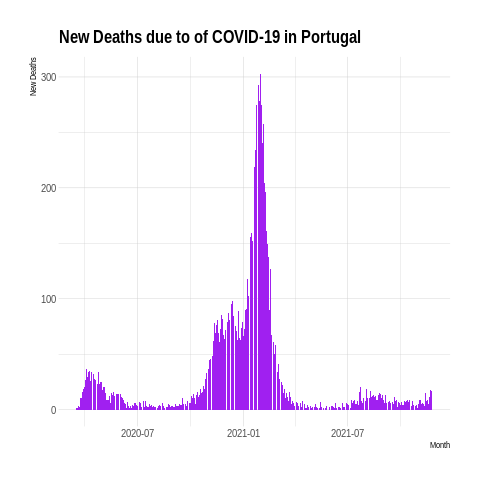 New Deaths due to of COVID-19 in Portugal
New Deaths
300
200
100
0
2020-07
2021-01
2021-07
Month